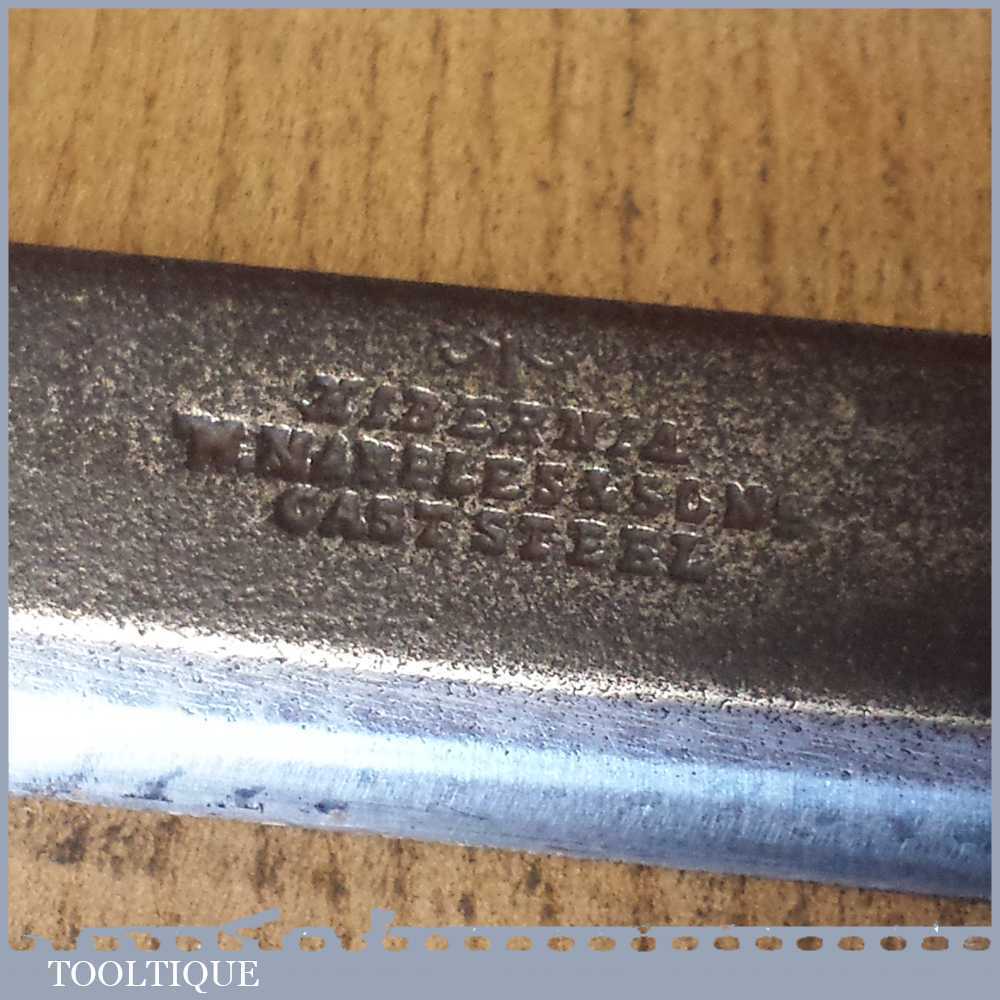 HIBERNIA
W. MARPLES & SONS
CAST STEEL
TOOLTIQUE